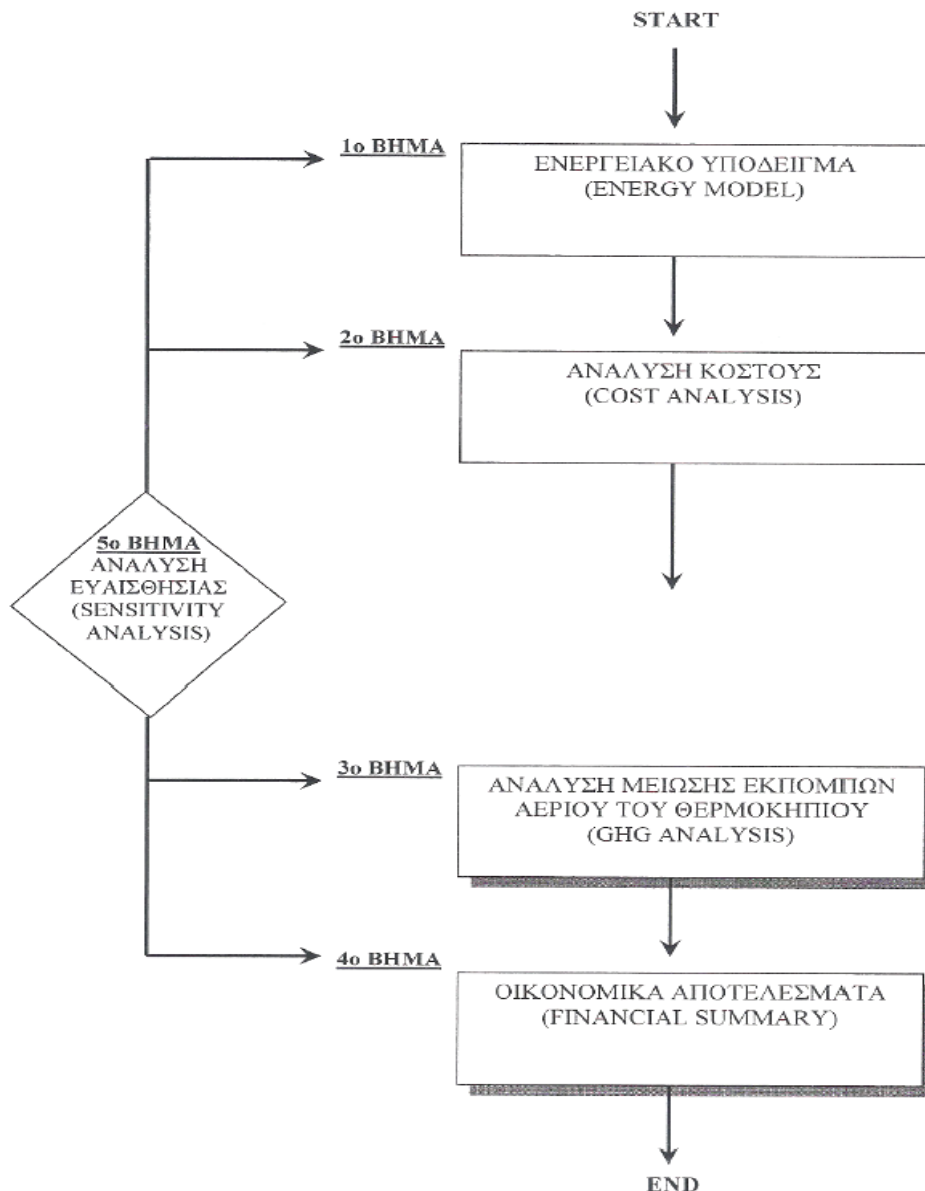 START
1ο ΒΗΜΑ
ΕΝΕΡΓΕΙΑΚΟ ΥΠΟΔΕΙΓΜΑ
(ENERGY MODEL)
2ο ΒΗΜΑ
ΑΝΑΛΥΣΗ ΚΟΣΤΟΥΣ
(COST ANALYSIS)
5ο ΒΗΜΑ
ΑΝΑΛΥΣΗ
ΕΥΑΙΣΘΗΣΙΑΣ
(SENSITIVITY
ANALYSIS)
3ο ΒΗΜΑ
ΑΝΑΛΥΣΗ ΜΕΙΩΣΗΣ ΕΚΠΟΜΠΩΝ
ΑΕΡΙΟΥ ΤΟΥ ΘΕΡΜΟΚΗΠΙΟΥ
(GHG ANALYSIS)
4ο ΒΗΜΑ
ΟΙΚΟΝΟΜΙΚΑ ΑΠΟΤΕΛΕΣΜΑΤΑ
(FINANCIAL SUMMARY)
END